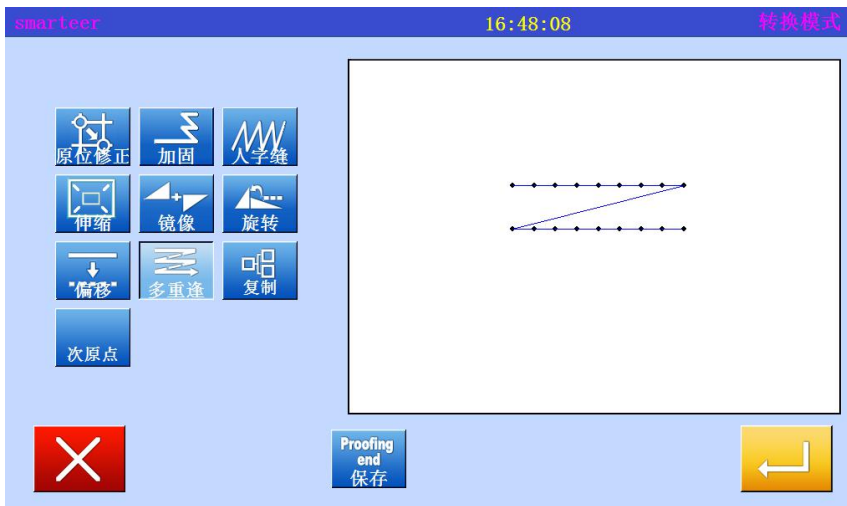 smarteer 16:48:08 转换模式
原位修正 加固 人字缝
伸缩 镜像 旋转
"偏移" 多重逢 复制
次原点
Proofing
end
保存